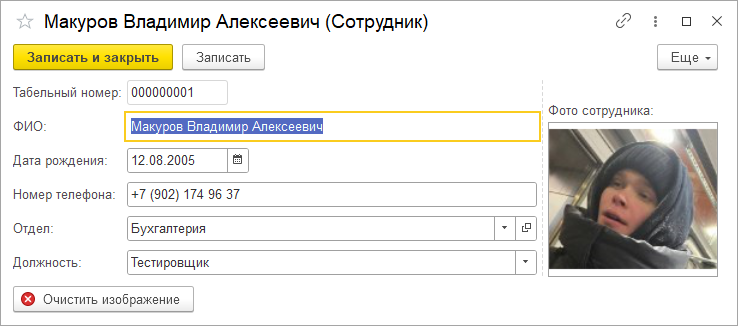 Макуров Владимир Алексеевич (Сотрудник)
Записать и закрыть
Записать
Еще
Табельный номер: 000000001
ФИО: Макуров Владимир Алексеевич
Дата рождения: 12.08.2005
Номер телефона: +7 (902) 174 96 37
Отдел: Бухгалтерия
Должность: Тестировщик
Фото сотрудника:
Очистить изображение